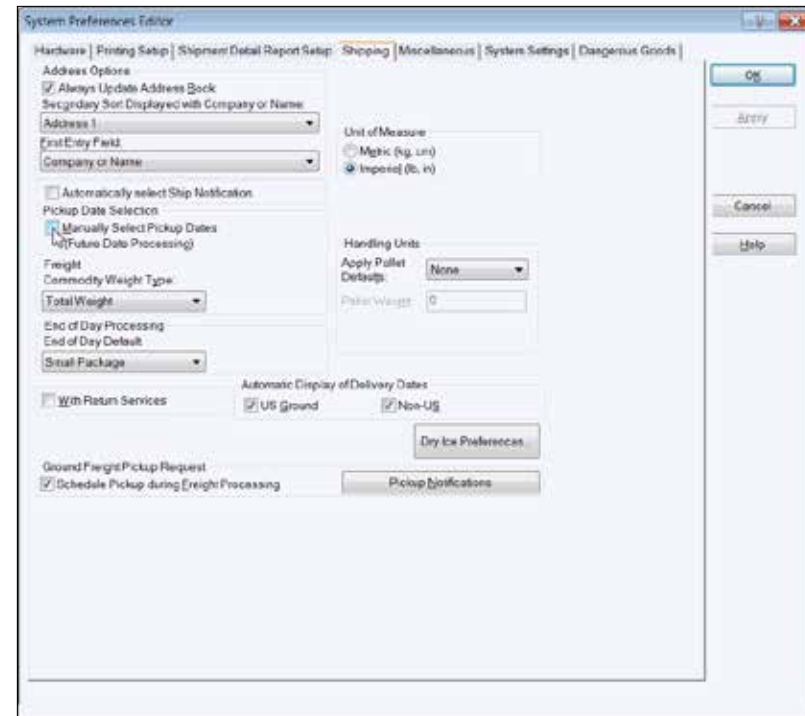 System Preferences Editor
Hardware | Printing Setup | Shipment Detail Report Setup | Shipping | Miscellaneous | System Settings | Dangerous Goods
Address Options
Always Update Address Book
Secondary Sort Displayed with Company or Name:
Address 1
First Entry Field:
Company or Name
Automatically select Ship Notification
Pickup Date Selection
Manually Select Pickup Dates
(Future Date Processing)
Freight
Commodity Weight Type:
Total Weight
End of Day Processing
End of Day Default
Small Package
With Return Services
Unit of Measure
Metric (kg, cm)
Imperial (lb, in)
Handling Units
Apply Pallet
Defaults:
None
Pallet Weight:
0
Automatic Display of Delivery Dates
US Ground
Non-US
Dry Ice Preferences
Ground Freight Pickup Request
Schedule Pickup during Freight Processing
Pickup Notifications
OK
Apply
Cancel
Help